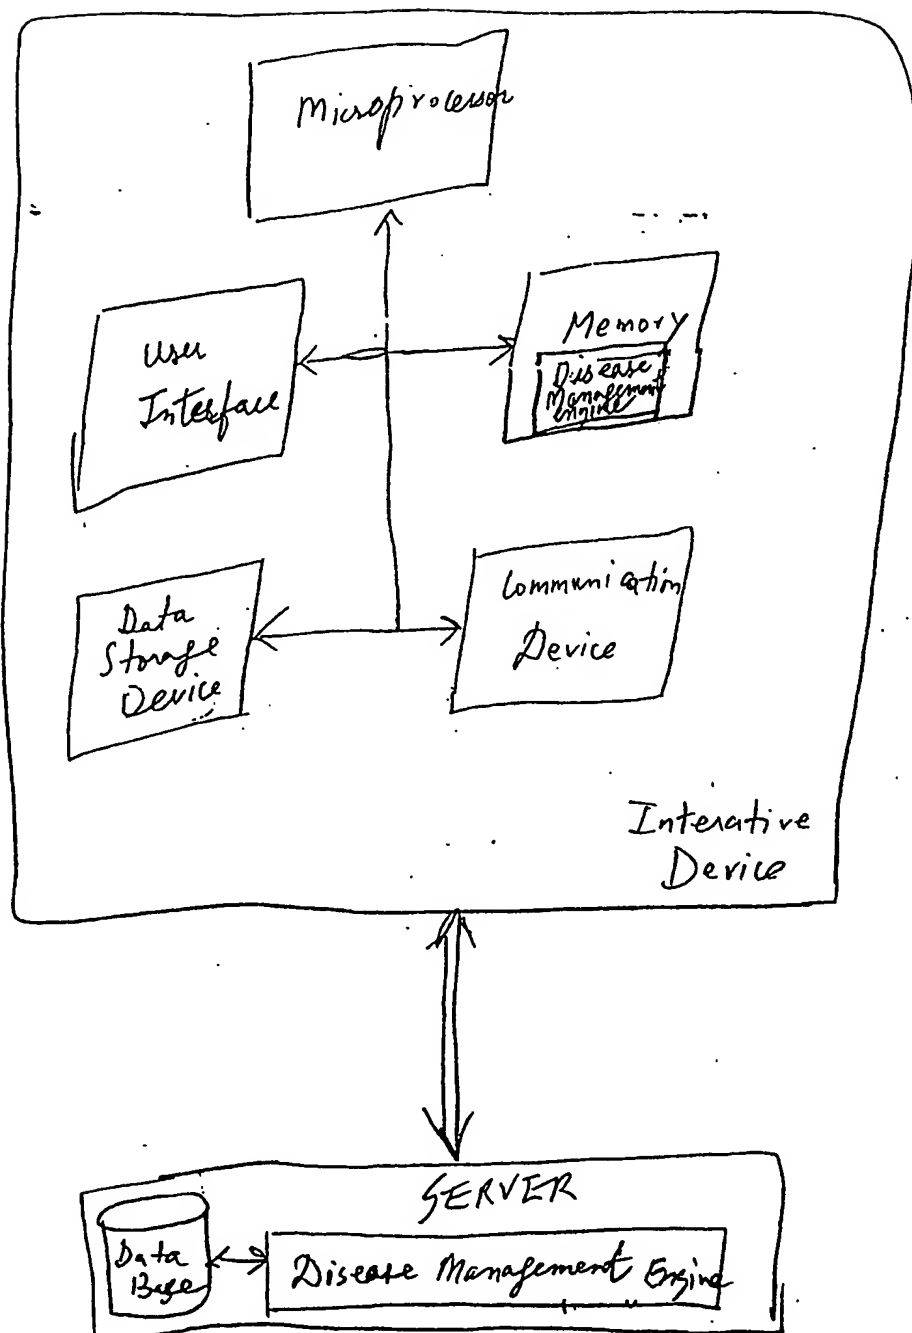 Microprocessor
User
Interface
Memory
Disease
Management
engine
Data
Storage
Device
Communication
Device
Interative
Device
SERVER
Data
Base
Disease Management Engine